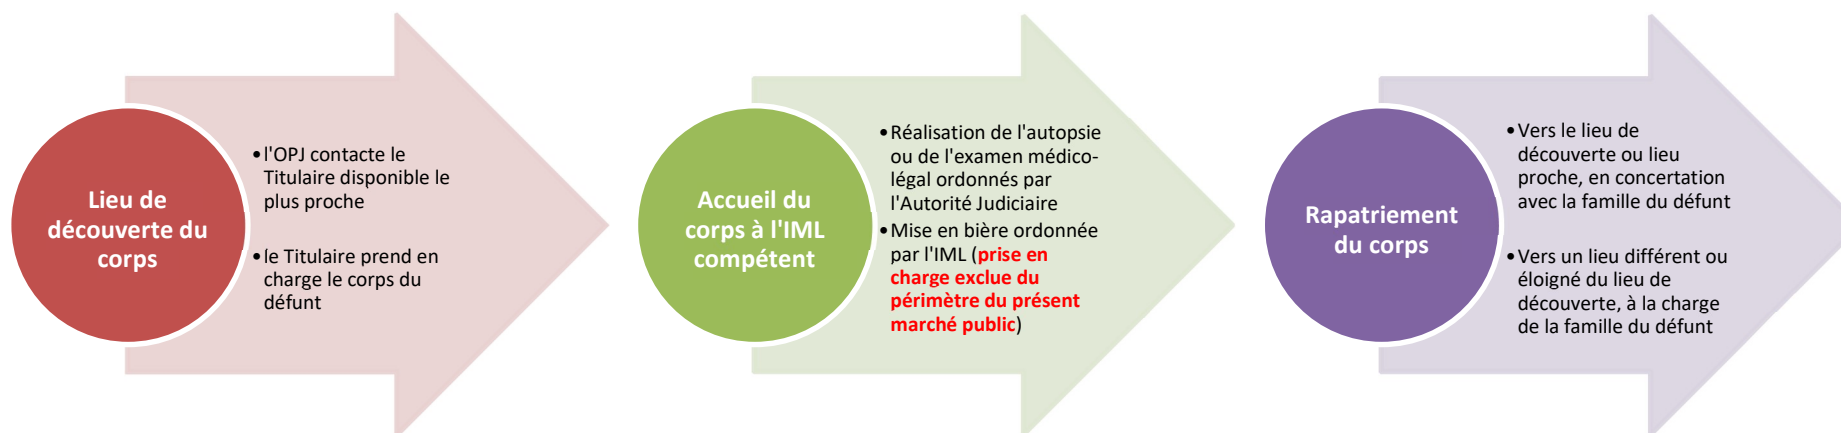 Lieu de
découverte du
corps
•l'OPJ contacte le
Titulaire disponible le
plus proche
•le Titulaire prend en
charge le corps du
défunt
Accueil du
corps à l'IML
compétent
•Réalisation de l'autopsie
ou de l'examen médico-
légal ordonnés par
l'Autorité Judiciaire
•Mise en bière ordonnée
par l'IML (prise en
charge exclue du
périmètre du présent
marché public)
Rapatriement
du corps
•Vers le lieu de
découverte ou lieu
proche, en concertation
avec la famille du défunt
•Vers un lieu différent ou
éloigné du lieu de
découverte, à la charge
de la famille du défunt